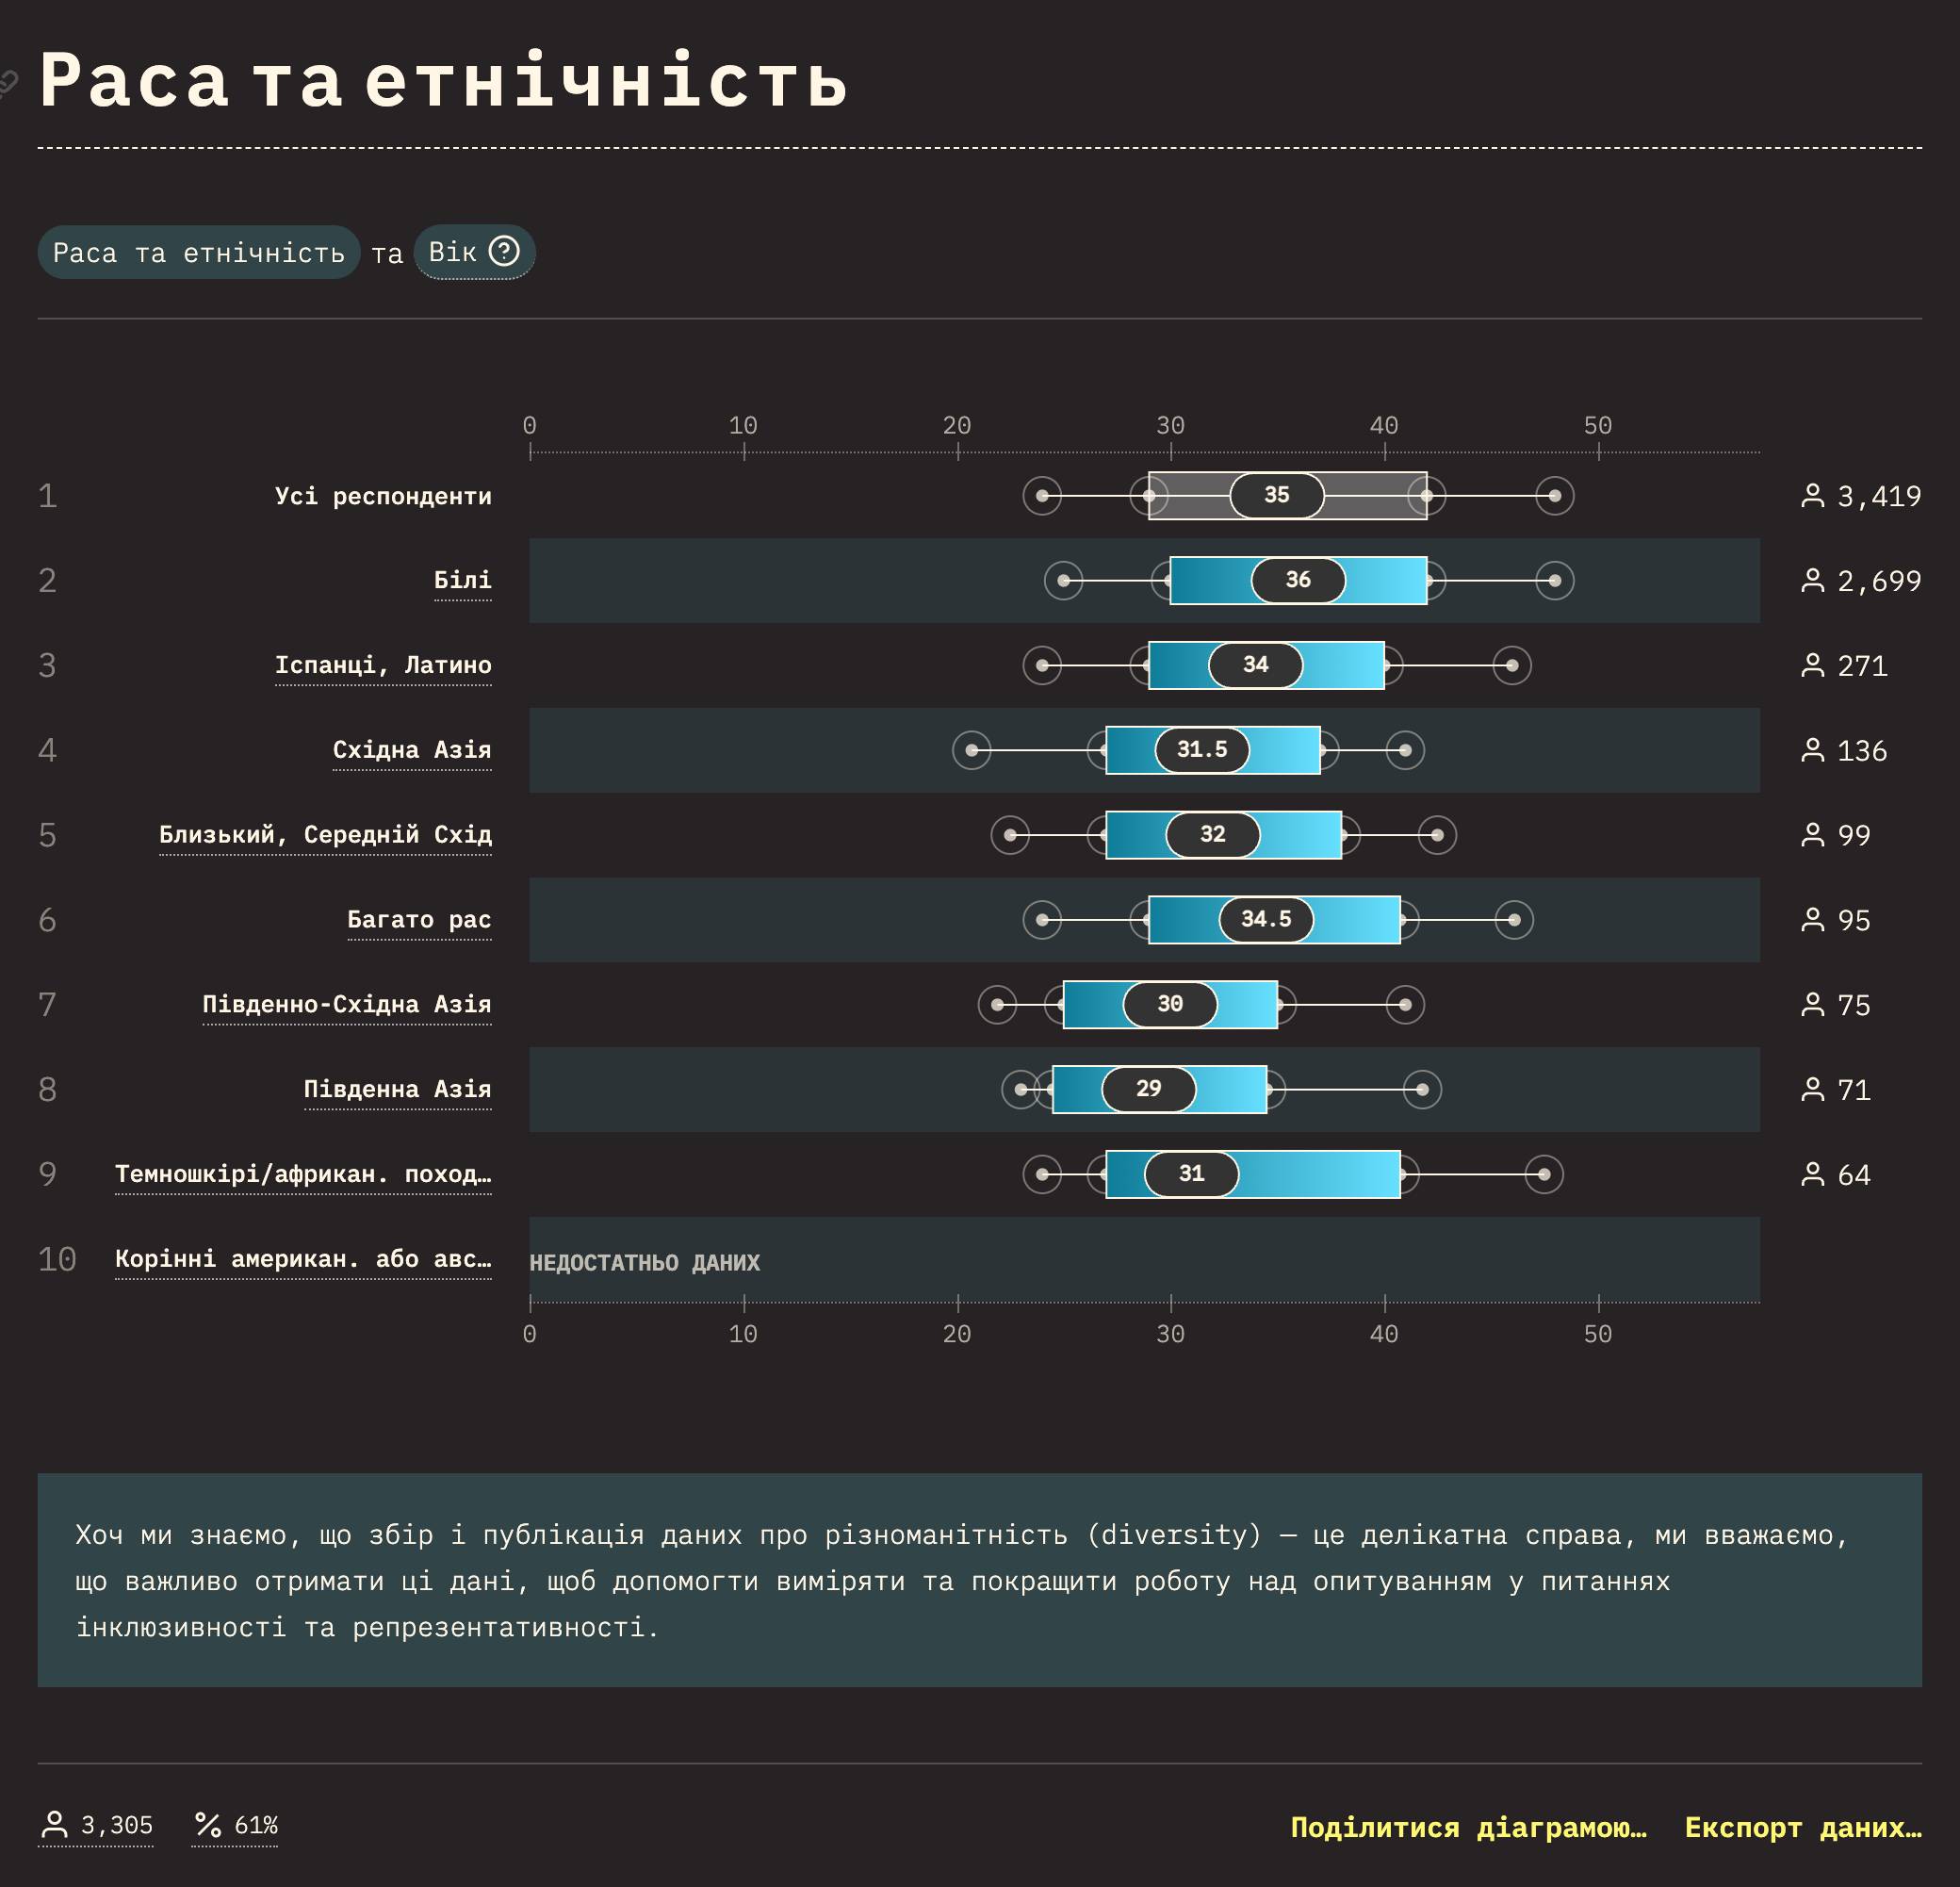 Раса та етнічність
Раса та етнічність та Вік ?
0 10 20 30 40 50
1 Усі респонденти 35 3,419
2 Білі 36 2,699
3 Іспанці, Латино 34 271
4 Східна Азія 31.5 136
5 Близький, Середній Схід 32 99
6 Багато рас 34.5 95
7 Південно-Східна Азія 30 75
8 Південна Азія 29 71
9 Темношкірі/африкан. поход… 31 64
10 Корінні американ. або авс… НЕДОСТАТНЬО ДАНИХ
0 10 20 30 40 50
Хоч ми знаємо, що збір і публікація даних про різноманітність (diversity) — це делікатна справа, ми вважаємо,
що важливо отримати ці дані, щоб допомогти виміряти та покращити роботу над опитуванням у питаннях
інклюзивності та репрезентативності.
3,305 % 61% Поділитися діаграмою… Експорт даних…